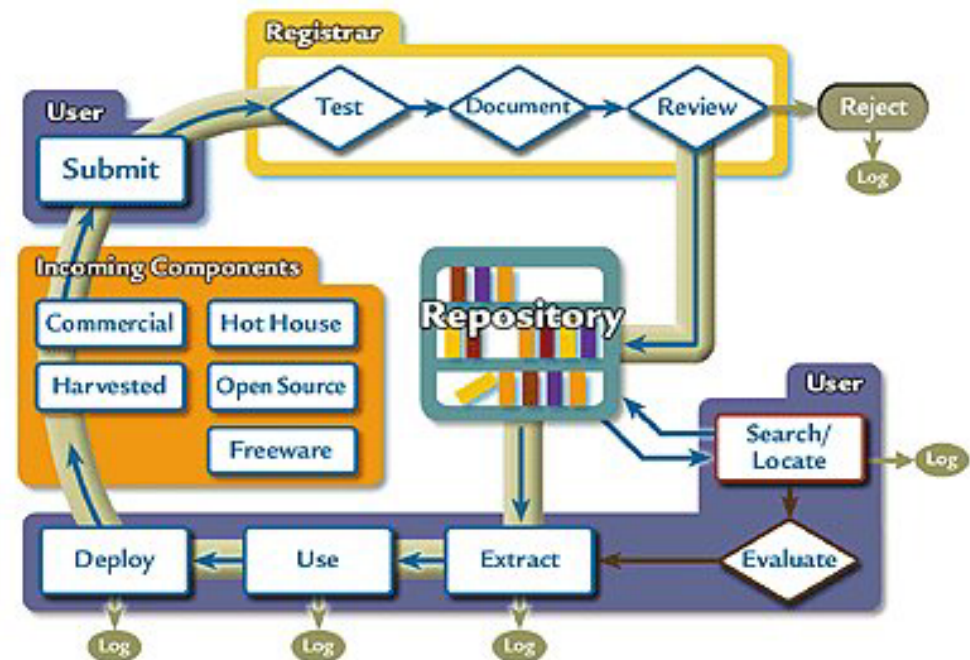 Registrar
Test
Document
Review
Reject
Log
User
Submit
Incoming Components
Commercial
Hot House
Harvested
Open Source
Freeware
Repository
User
Search/
Locate
Log
Evaluate
Extract
Use
Deploy
Log
Log
Log